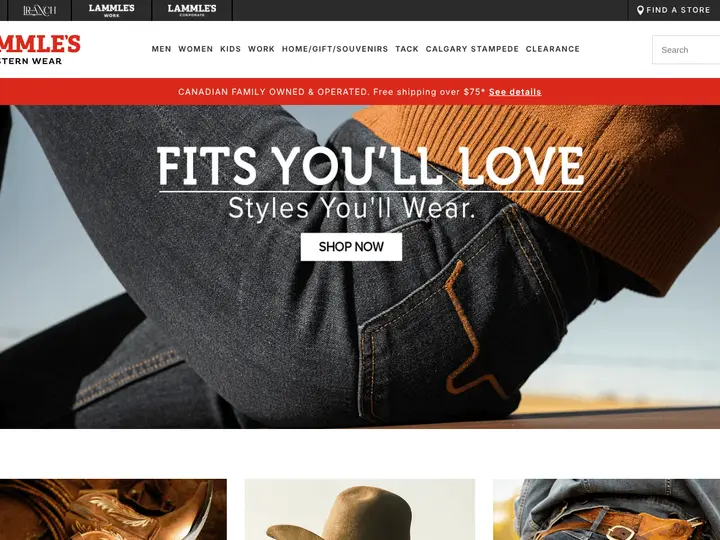 RANCH
LAMMLE'S
WORK
LAMMLE'S
CORPORATE
FIND A STORE
MMLE'S
STERN WEAR
MEN WOMEN KIDS WORK HOME/GIFT/SOUVENIRS TACK CALGARY STAMPEDE CLEARANCE
Search
CANADIAN FAMILY OWNED & OPERATED. Free shipping over $75* See details
FITS YOU'LL LOVE
Styles You'll Wear.
SHOP NOW